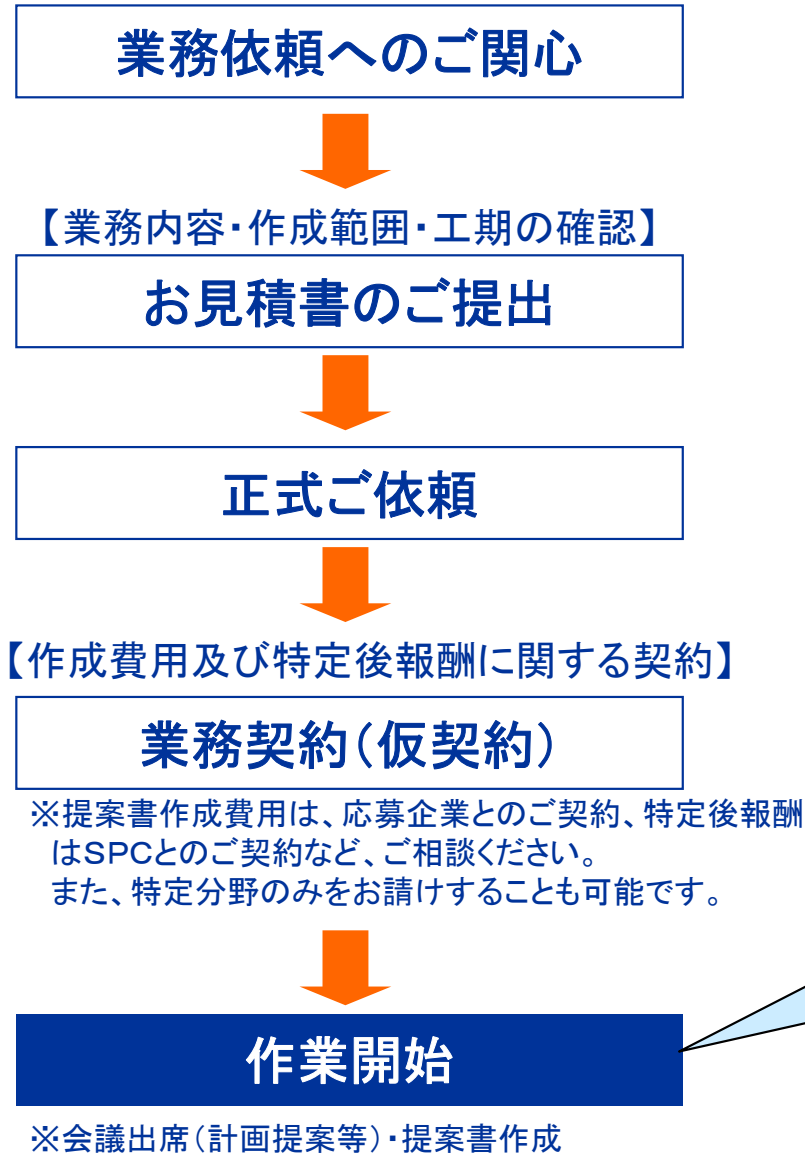 業務依頼へのご関心
【業務内容・作成範囲・工期の確認】
お見積書のご提出
正式ご依頼
【作成費用及び特定後報酬に関する契約】
業務契約（仮契約）
※提案書作成費用は、応募企業とのご契約、特定後報酬
はSPCとのご契約など、ご相談ください。
また、特定分野のみをお請けすることも可能です。
作業開始
※会議出席（計画提案等）・提案書作成